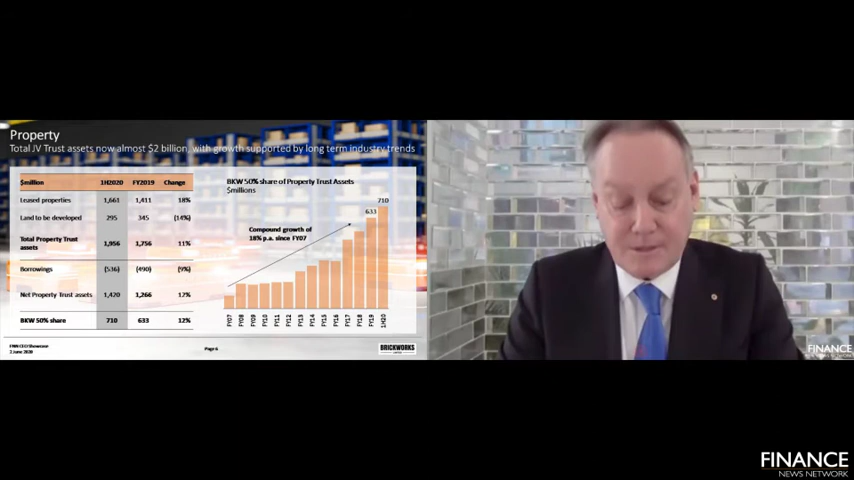 Property
Total JV Trust assets now almost $2 billion, with growth supported by long term industry trends
$million 1H2020 FY2019 Change
Leased properties 1,661 1,411 18%
Land to be developed 295 345 (14%)
Total Property Trust assets 1,956 1,756 11%
Borrowings (536) (490) (9%)
Net Property Trust assets 1,420 1,266 12%
BKW 50% share 710 633 12%
BKW 50% share of Property Trust Assets
$millions
710
633
Compound growth of
18% p.a. since FY07
FY07 FY08 FY09 FY10 FY11 FY12 FY13 FY14 FY15 FY16 FY17 FY18 FY19 1H20
FNN CEO Showcase
2 June 2020
Page 6
BRICKWORKS
LIMITED
FINANCE
NEWS NETWORK
FINANCE
NEWS NETWORK